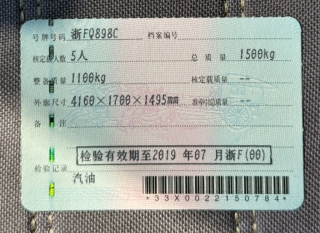 号牌号码 浙FQ898C 档案编号
核定载人数 5人 总质量 1500kg
整备质量 1100kg 核定载质量 --
外廓尺寸 4160×1700×1495mm 准牵引总质量 --
备注
检验有效期至2019 年07 月浙F(00)
检验记录
汽油
*33X0022150784*